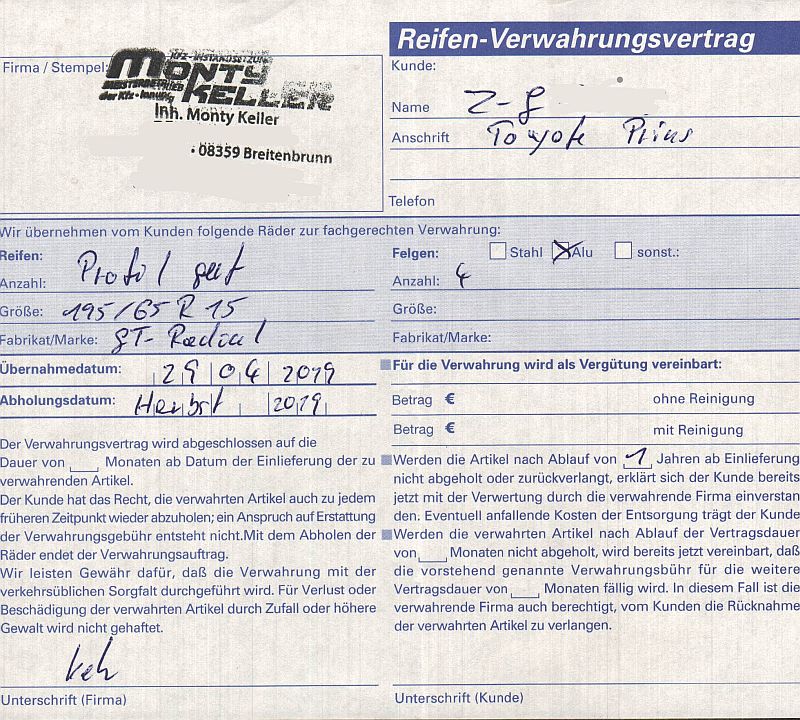 Reifen-Verwahrungsvertrag
Firma / Stempel:
KFZ-INSTANDSETZUNG
MONTY
MEISTERBETRIEB
KELLER
der Kfz-Innung
Inh. Monty Keller
08359 Breitenbrunn
Kunde:
Name Z-g
Anschrift Toyota Prius
Telefon
Wir übernehmen vom Kunden folgende Räder zur fachgerechten Verwahrung:
Reifen: Profil gut
Anzahl:
Größe: 195/65 R 15
Fabrikat/Marke: GT-Radial
Felgen: Stahl Alu sonst.:
Anzahl: 4
Größe:
Fabrikat/Marke:
Übernahmedatum: 29 04 2019
Abholungsdatum: Herbst 2019
Der Verwahrungsvertrag wird abgeschlossen auf die
Dauer von ___ Monaten ab Datum der Einlieferung der zu
verwahrenden Artikel.
Der Kunde hat das Recht, die verwahrten Artikel auch zu jedem
früheren Zeitpunkt wieder abzuholen; ein Anspruch auf Erstattung
der Verwahrungsgebühr entsteht nicht.Mit dem Abholen der
Räder endet der Verwahrungsauftrag.
Wir leisten Gewähr dafür, daß die Verwahrung mit der
verkehrsüblichen Sorgfalt durchgeführt wird. Für Verlust oder
Beschädigung der verwahrten Artikel durch Zufall oder höhere
Gewalt wird nicht gehaftet.
Unterschrift (Firma)
Für die Verwahrung wird als Vergütung vereinbart:
Betrag € ohne Reinigung
Betrag € mit Reinigung
Werden die Artikel nach Ablauf von 1 Jahren ab Einlieferung
nicht abgeholt oder zurückverlangt, erklärt sich der Kunde bereits
jetzt mit der Verwertung durch die verwahrende Firma einverstan
den. Eventuell anfallende Kosten der Entsorgung trägt der Kunde
Werden die verwahrten Artikel nach Ablauf der Vertragsdauer
von ___ Monaten nicht abgeholt, wird bereits jetzt vereinbart, daß
die vorstehend genannte Verwahrungsbühr für die weitere
Vertragsdauer von ___ Monaten fällig wird. In diesem Fall ist die
verwahrende Firma auch berechtigt, vom Kunden die Rücknahme
der verwahrten Artikel zu verlangen.
Unterschrift (Kunde)